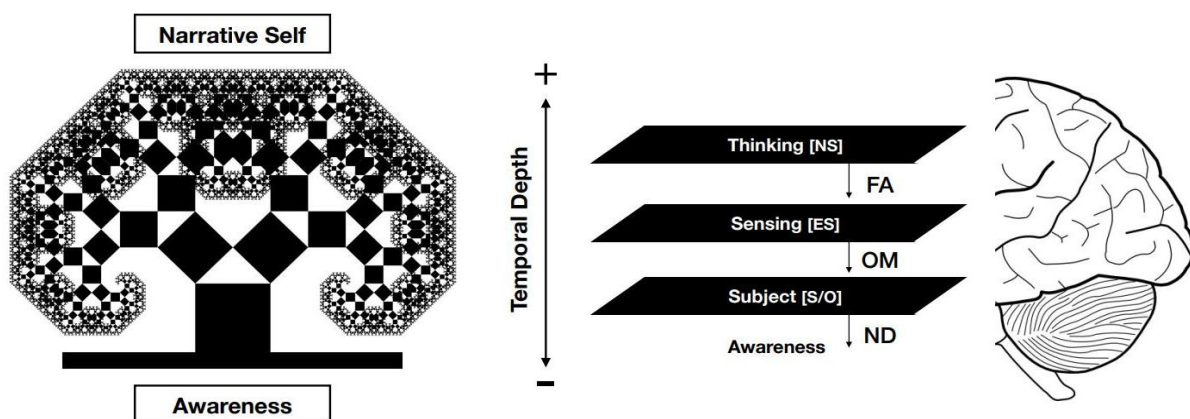 Narrative Self
Awareness
+
Temporal Depth
-
Thinking [NS]
FA
Sensing [ES]
OM
Subject [S/O]
ND
Awareness